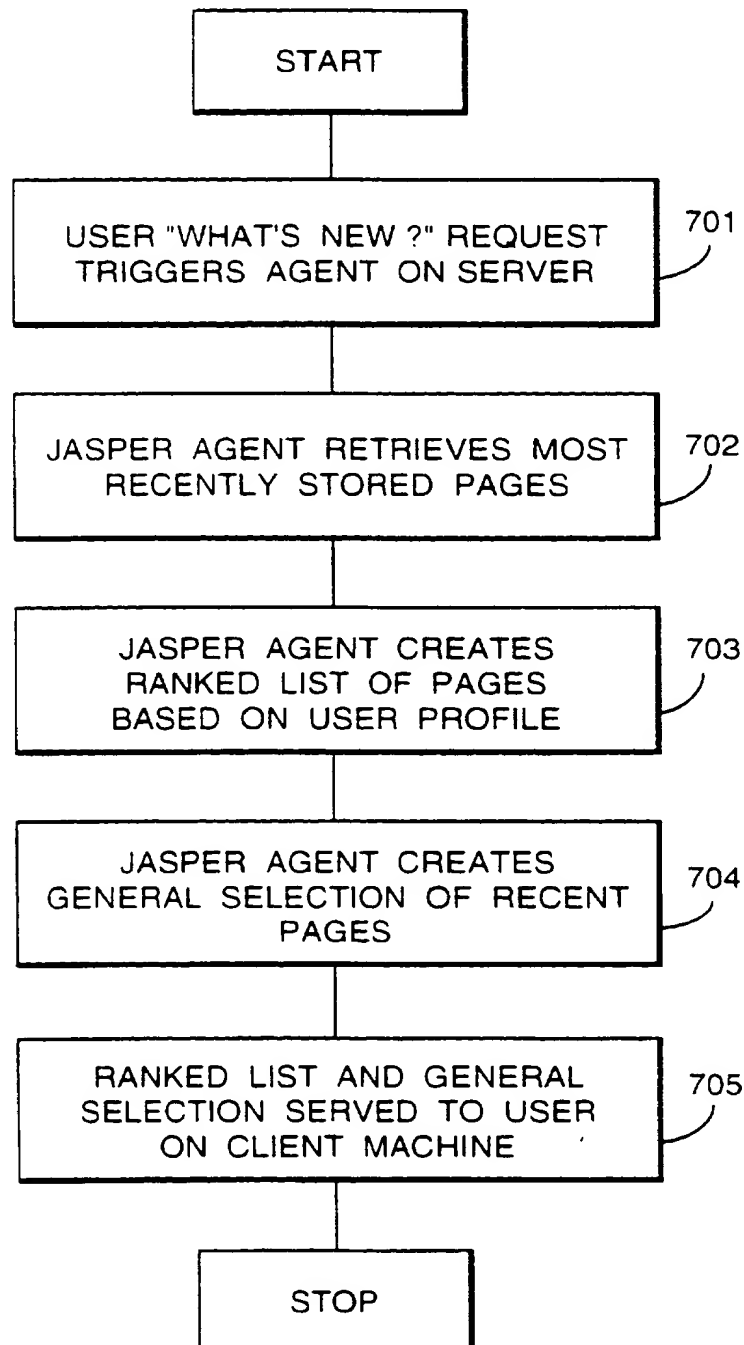 START
USER "WHAT'S NEW ?" REQUEST
TRIGGERS AGENT ON SERVER
701
JASPER AGENT RETRIEVES MOST
RECENTLY STORED PAGES
702
JASPER AGENT CREATES
RANKED LIST OF PAGES
BASED ON USER PROFILE
703
JASPER AGENT CREATES
GENERAL SELECTION OF RECENT
PAGES
704
RANKED LIST AND GENERAL
SELECTION SERVED TO USER
ON CLIENT MACHINE
705
STOP